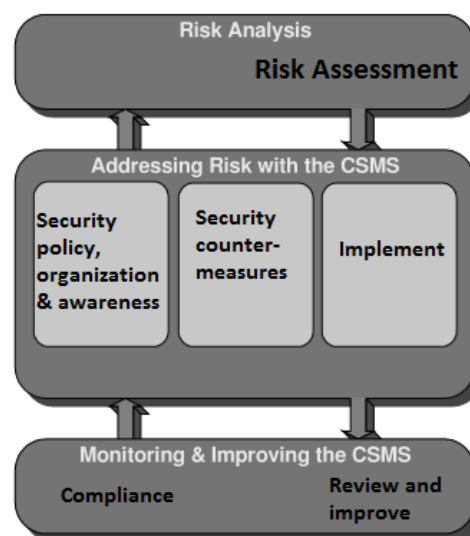 Risk Analysis
Risk Assessment
Addressing Risk with the CSMS
Security
policy,
organization
& awareness
Security
counter-
measures
Implement
Monitoring & Improving the CSMS
Compliance
Review and
improve